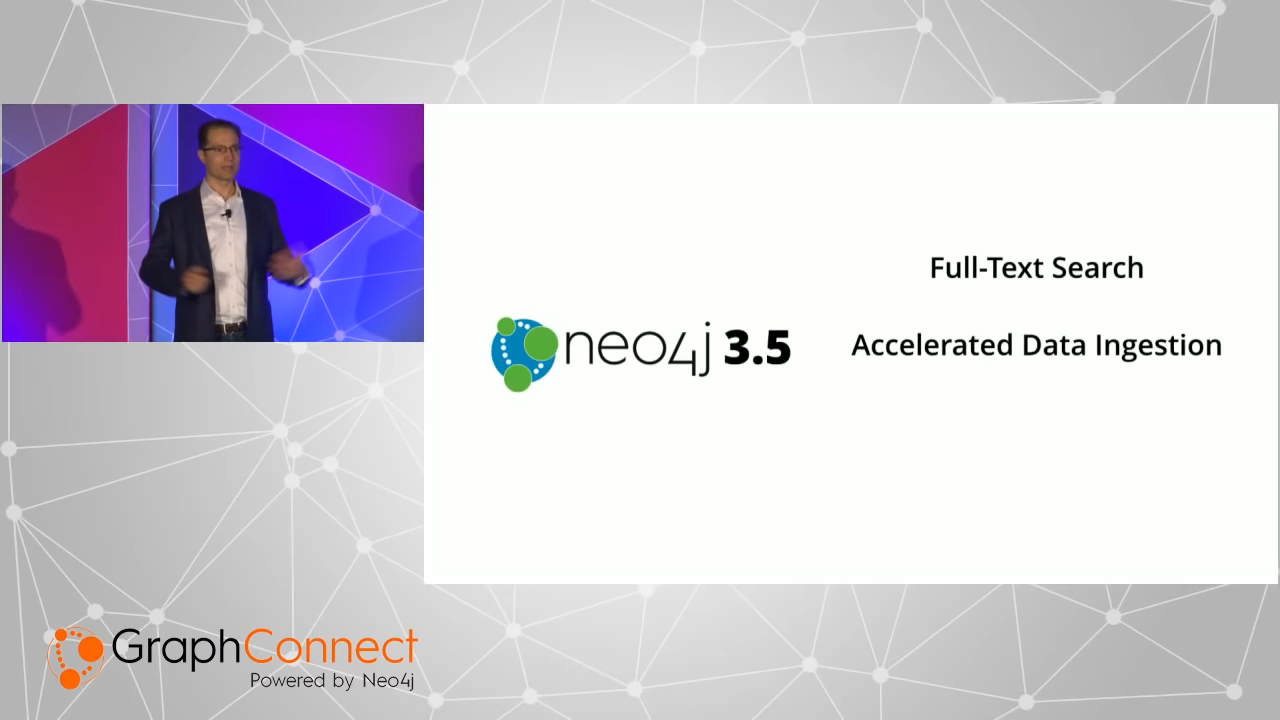 Full-Text Search
neo4j 3.5
Accelerated Data Ingestion
GraphConnect
Powered by Neo4j